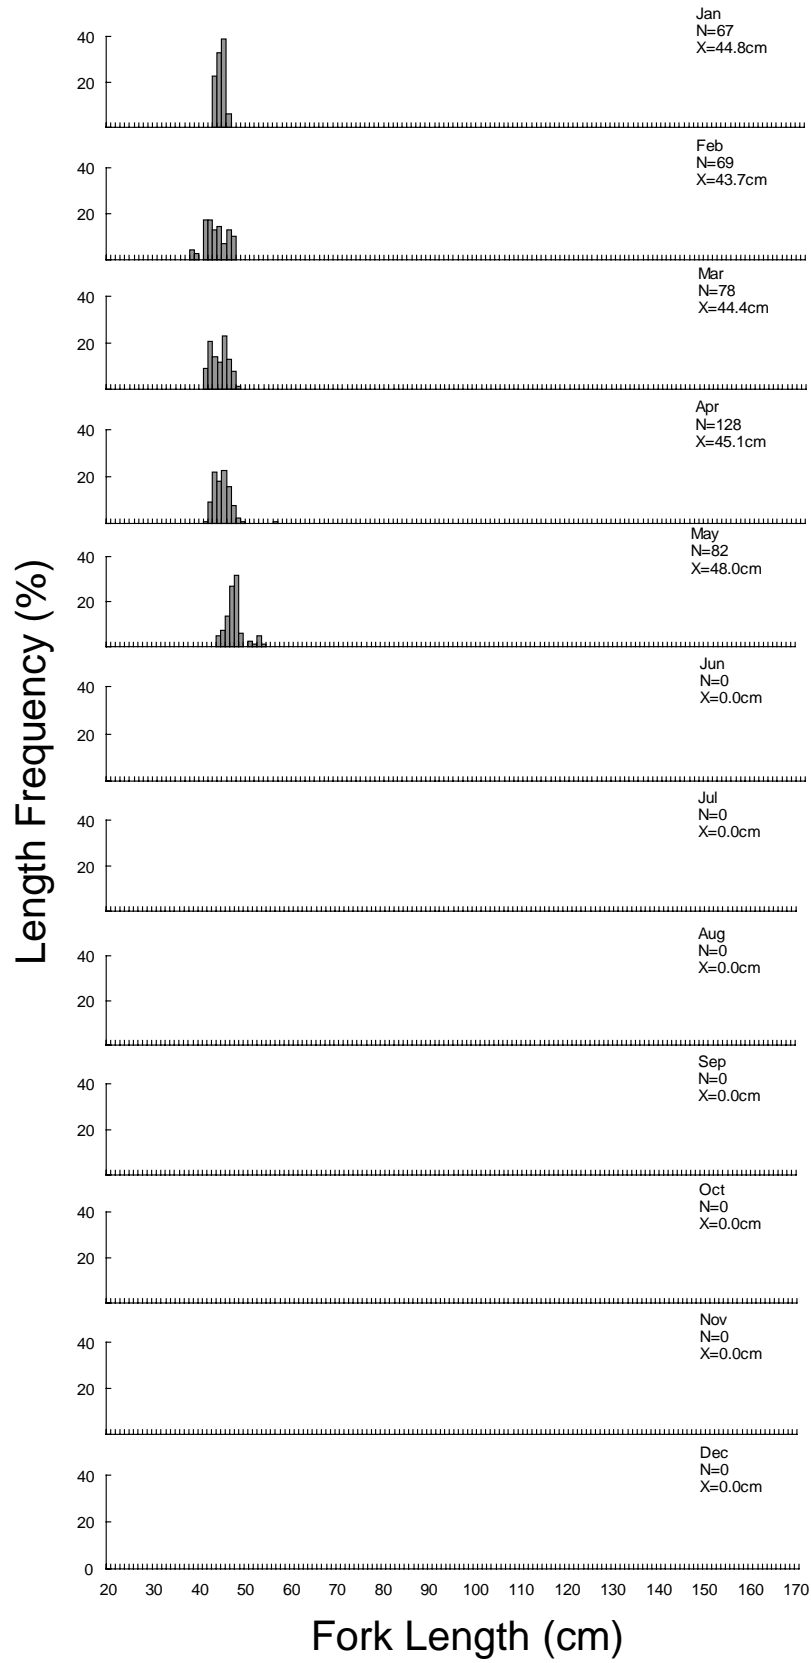 Jan
N=67
X=44.8cm
40
20
Feb
N=69
X=43.7cm
40
20
Mar
N=78
X=44.4cm
40
20
Apr
N=128
X=45.1cm
40
20
May
N=82
X=48.0cm
40
20
Jun
N=0
X=0.0cm
40
20
Jul
N=0
X=0.0cm
40
20
Aug
N=0
X=0.0cm
40
20
Sep
N=0
X=0.0cm
40
20
Oct
N=0
X=0.0cm
40
20
Nov
N=0
X=0.0cm
40
20
Dec
N=0
X=0.0cm
40
20
0
20 30 40 50 60 70 80 90 100 110 120 130 140 150 160 170
Length Frequency (%)
Fork Length (cm)